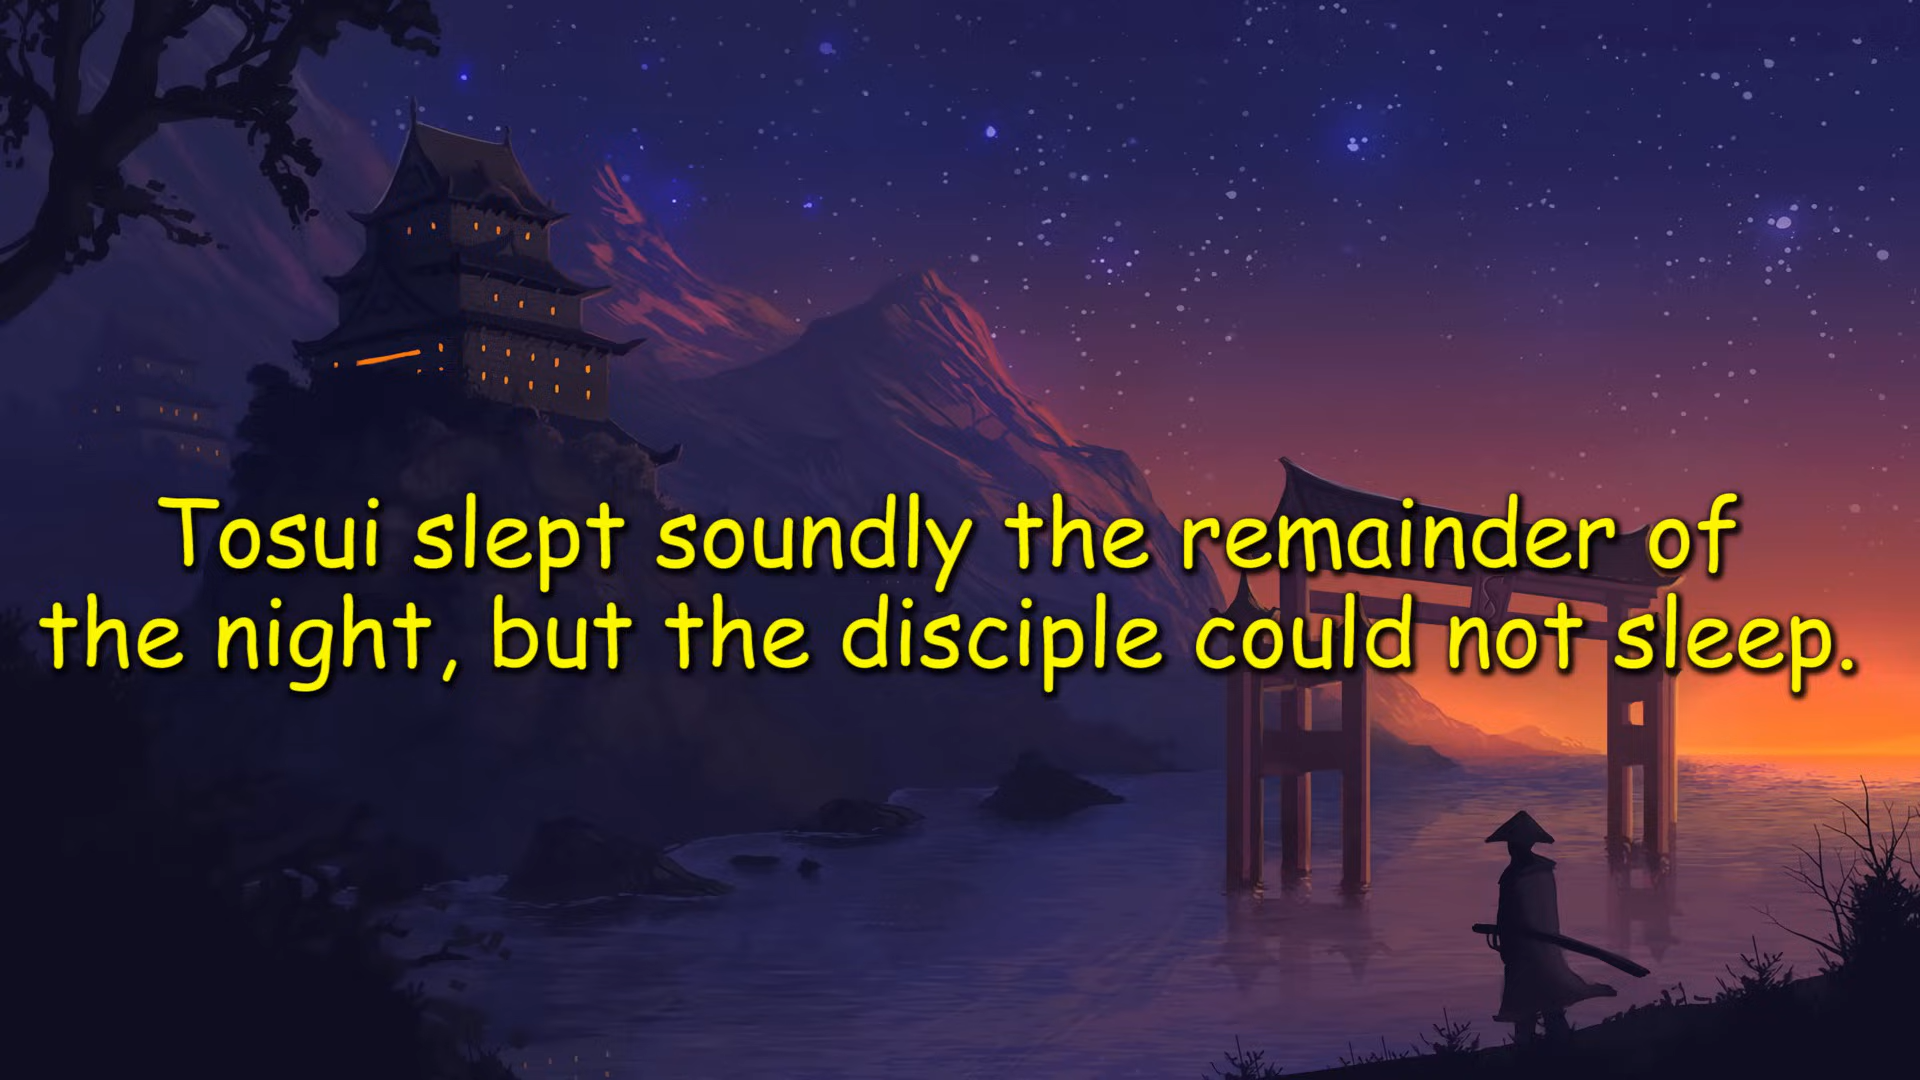 Tosui slept soundly the remainder of
the night, but the disciple could not sleep.